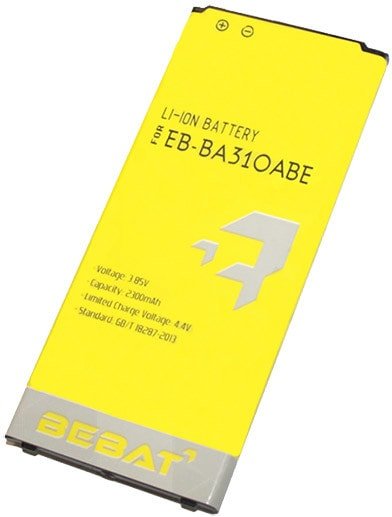 LI-ION BATTERY
FOR EB-BA310ABE
- Voltage: 3.85V
- Capacity: 2300mAh
- Limited Charge Voltage: 4.4V
- Standard: GB/T 18287-2013
BEBAT